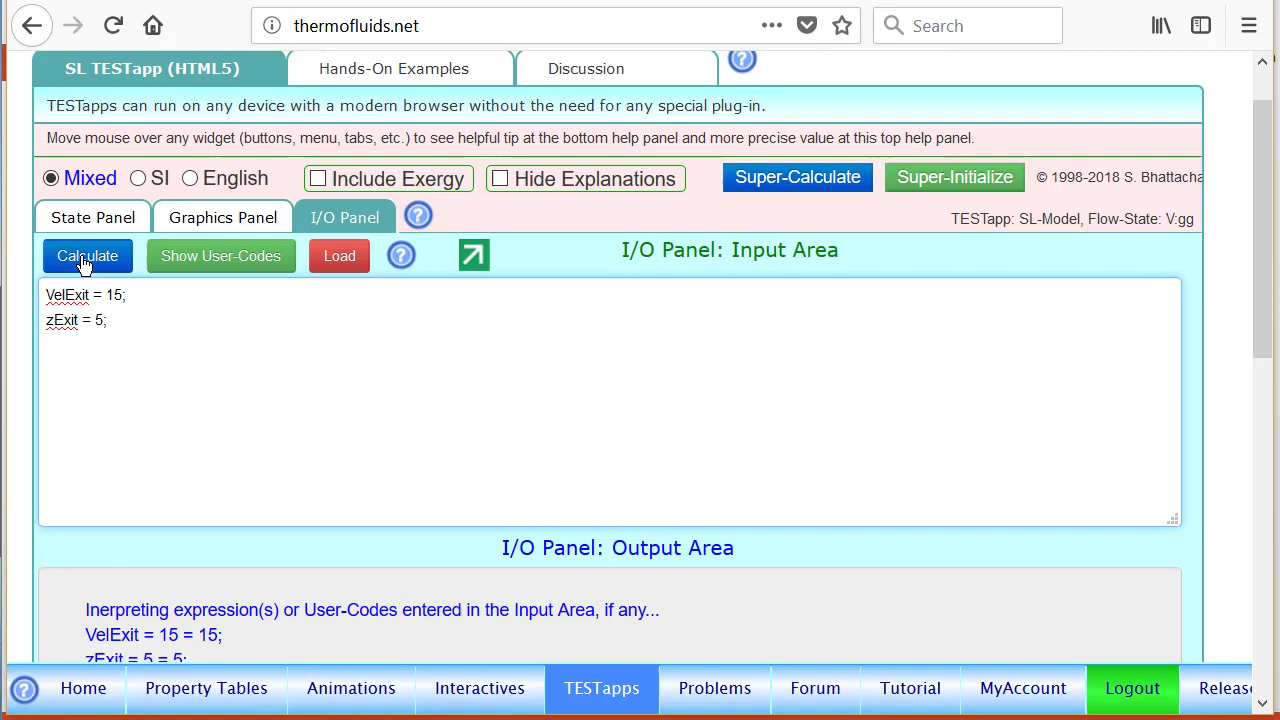 thermofluids.net
Search
SL TESTapp (HTML5)
Hands-On Examples
Discussion
TESTapps can run on any device with a modern browser without the need for any special plug-in.
Move mouse over any widget (buttons, menu, tabs, etc.) to see helpful tip at the bottom help panel and more precise value at this top help panel.
Mixed SI English Include Exergy Hide Explanations Super-Calculate Super-Initialize © 1998-2018 S. Bhattacha
State Panel Graphics Panel I/O Panel TESTapp: SL-Model, Flow-State: V:gg
Calculate Show User-Codes Load I/O Panel: Input Area
VelExit = 15;
zExit = 5;
I/O Panel: Output Area
Inerpreting expression(s) or User-Codes entered in the Input Area, if any...
VelExit = 15 = 15;
zExit = 5 = 5;
Home Property Tables Animations Interactives TESTapps Problems Forum Tutorial MyAccount Logout Releas